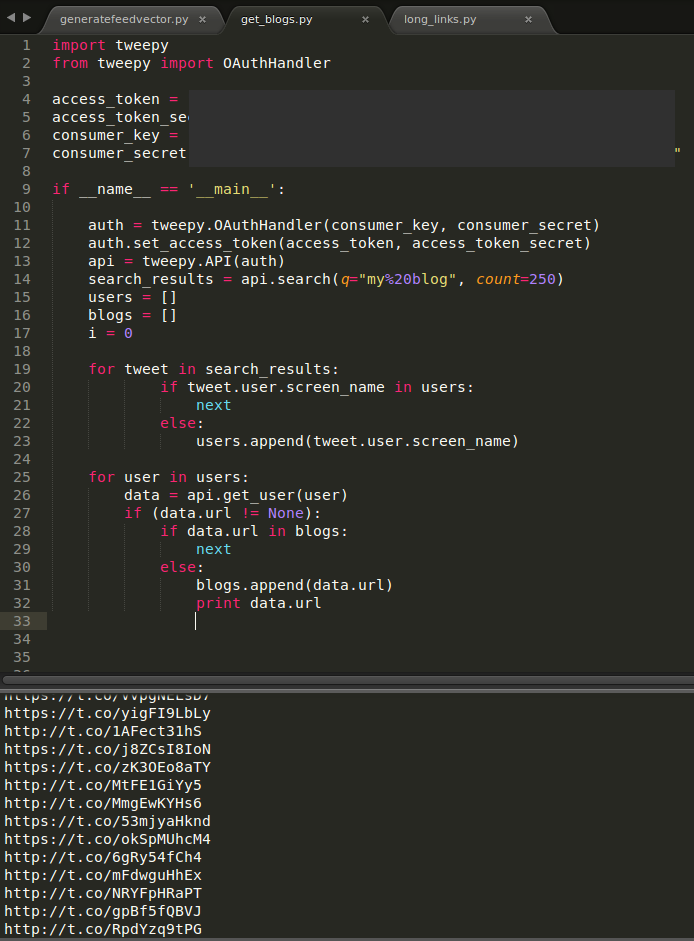 generatefeedvector.py × get_blogs.py × long_links.py ×
1 import tweepy
2 from tweepy import OAuthHandler
3
4 access_token =
5 access_token_sec
6 consumer_key =
7 consumer_secret "
8
9 if __name__ == '__main__':
10
11 auth = tweepy.OAuthHandler(consumer_key, consumer_secret)
12 auth.set_access_token(access_token, access_token_secret)
13 api = tweepy.API(auth)
14 search_results = api.search(q="my%20blog", count=250)
15 users = []
16 blogs = []
17 i = 0
18
19 for tweet in search_results:
20 if tweet.user.screen_name in users:
21 next
22 else:
23 users.append(tweet.user.screen_name)
24
25 for user in users:
26 data = api.get_user(user)
27 if (data.url != None):
28 if data.url in blogs:
29 next
30 else:
31 blogs.append(data.url)
32 print data.url
33
34
35
https://t.co/yigFI9LbLy
https://t.co/1AFect31hS
https://t.co/j8ZCsI8IoN
https://t.co/zK3OEo8aTY
http://t.co/MtFE1GiYy5
http://t.co/MmgEwKYHs6
https://t.co/53mjyaHknd
https://t.co/okSpMUhcM4
http://t.co/6gRy54fCh4
http://t.co/mFdwguHhEx
http://t.co/NRYFpHRaPT
http://t.co/gpBf5fQBVJ
http://t.co/RpdYzq9tPG